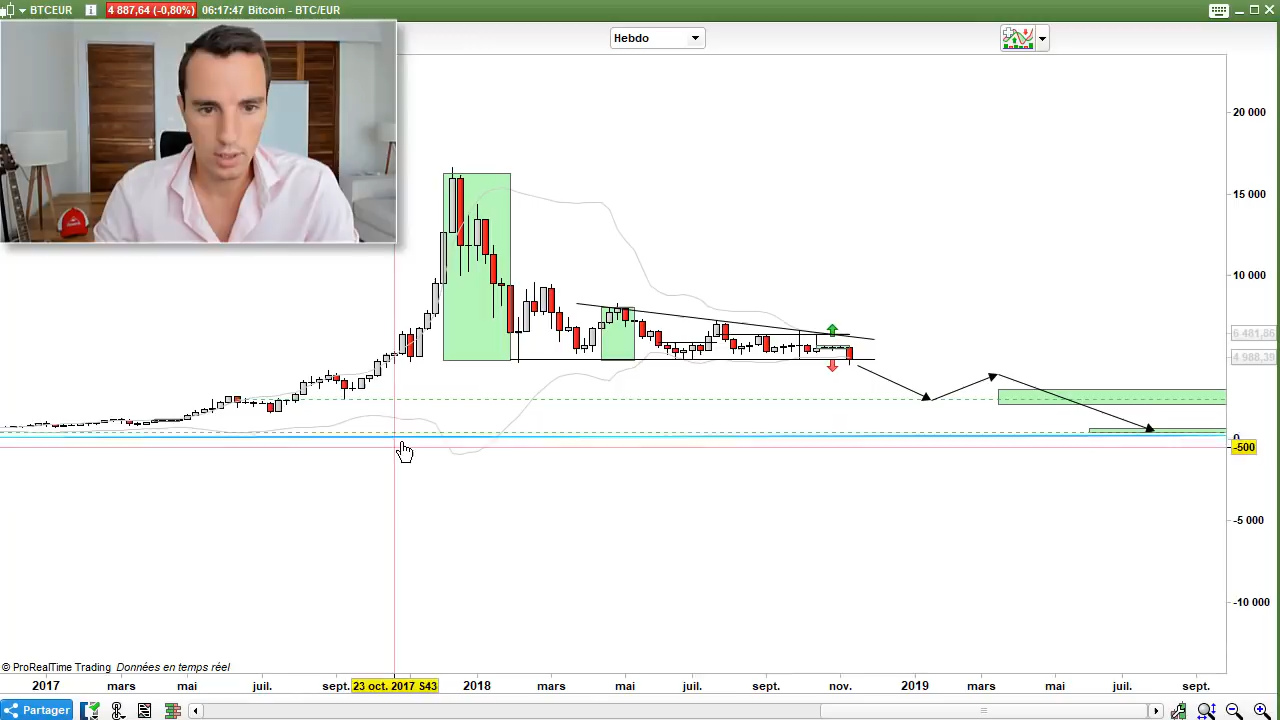 BTCEUR
4 887,64 (-0,80%)
06:17:47 Bitcoin - BTC/EUR
Hebdo
20 000
15 000
10 000
6 481,86
4 988,39
0
-500
-5 000
-10 000
© ProRealTime Trading Données en temps réel
2017
mars
mai
juil.
sept.
23 oct. 2017 S43
2018
mars
mai
juil.
sept.
nov.
2019
mars
mai
juil.
sept.
Partager